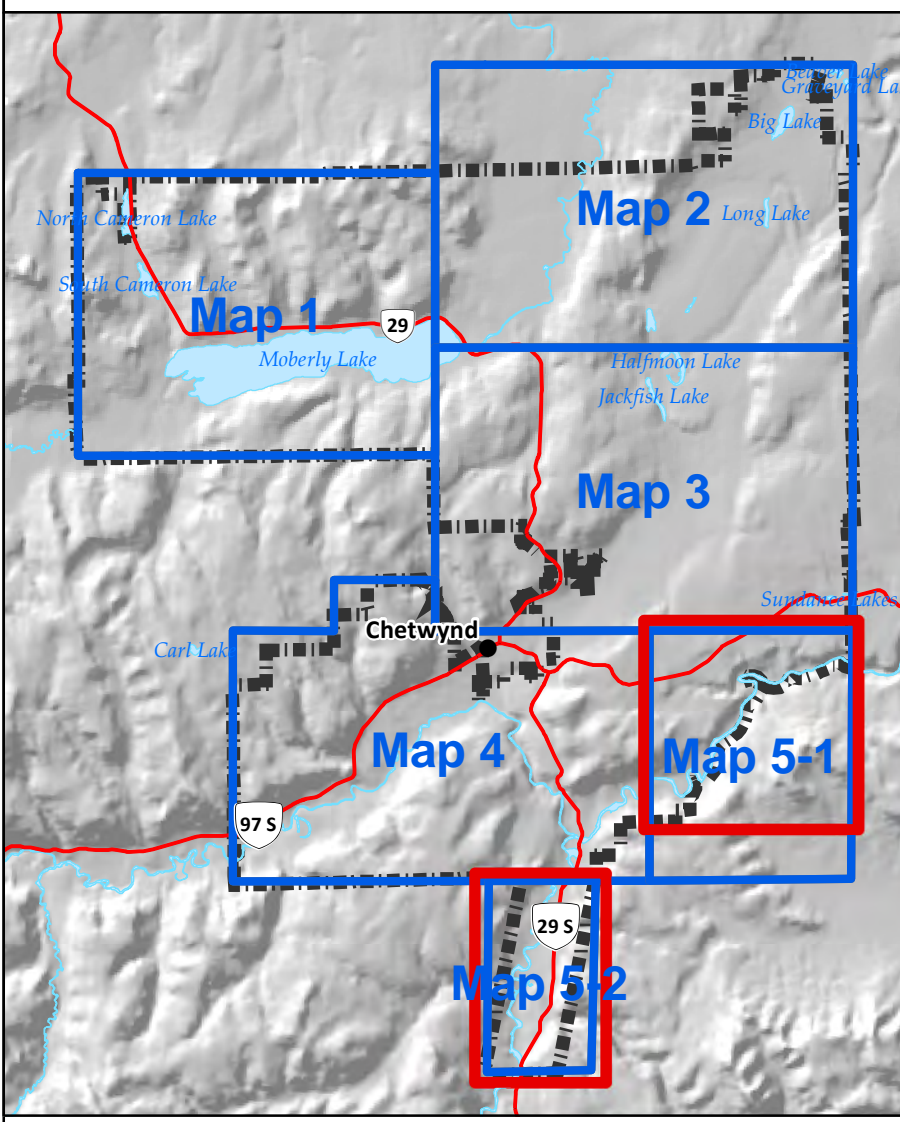 Beaver Lake
Graveyard La
Big Lake
Map 2
Long Lake
North Cameron Lake
South Cameron Lake
Map 1
29
Moberly Lake
Halfmoon Lake
Jackfish Lake
Map 3
Sundance Lakes
Chetwynd
Carl Lake
Map 4
Map 5-1
97 S
29 S
Map 5-2